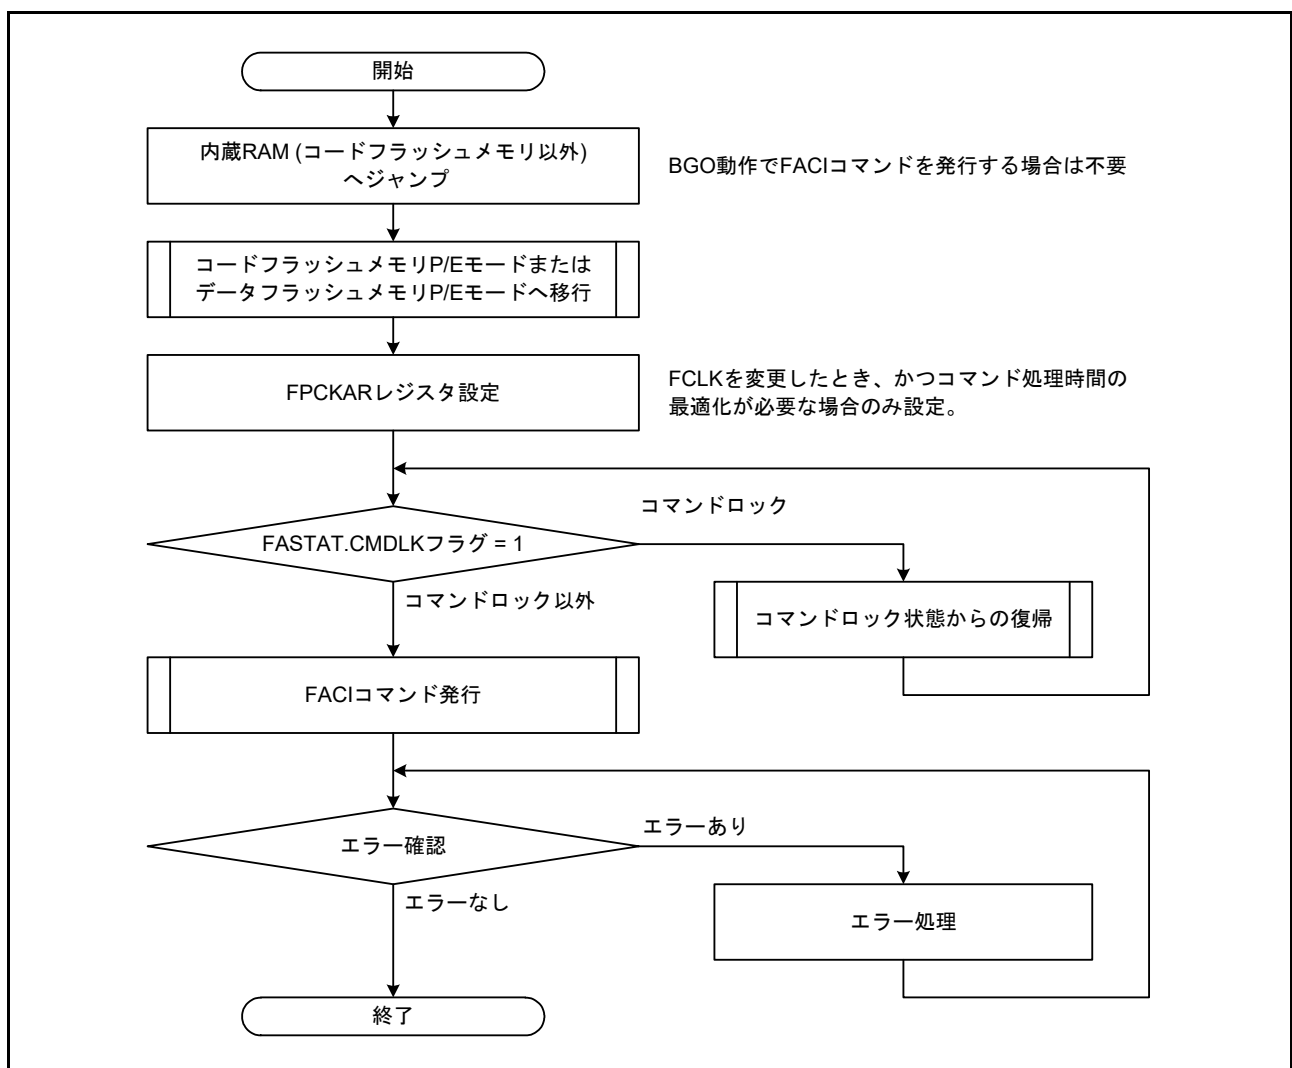 開始
内蔵RAM (コードフラッシュメモリ以外)
へジャンプ
BGO動作でFACIコマンドを発行する場合は不要
コードフラッシュメモリP/Eモードまたは
データフラッシュメモリP/Eモードへ移行
FPCKARレジスタ設定
FCLKを変更したとき、かつコマンド処理時間の
最適化が必要な場合のみ設定。
コマンドロック
FASTAT.CMDLKフラグ = 1
コマンドロック以外
コマンドロック状態からの復帰
FACIコマンド発行
エラーあり
エラー確認
エラーなし
エラー処理
終了